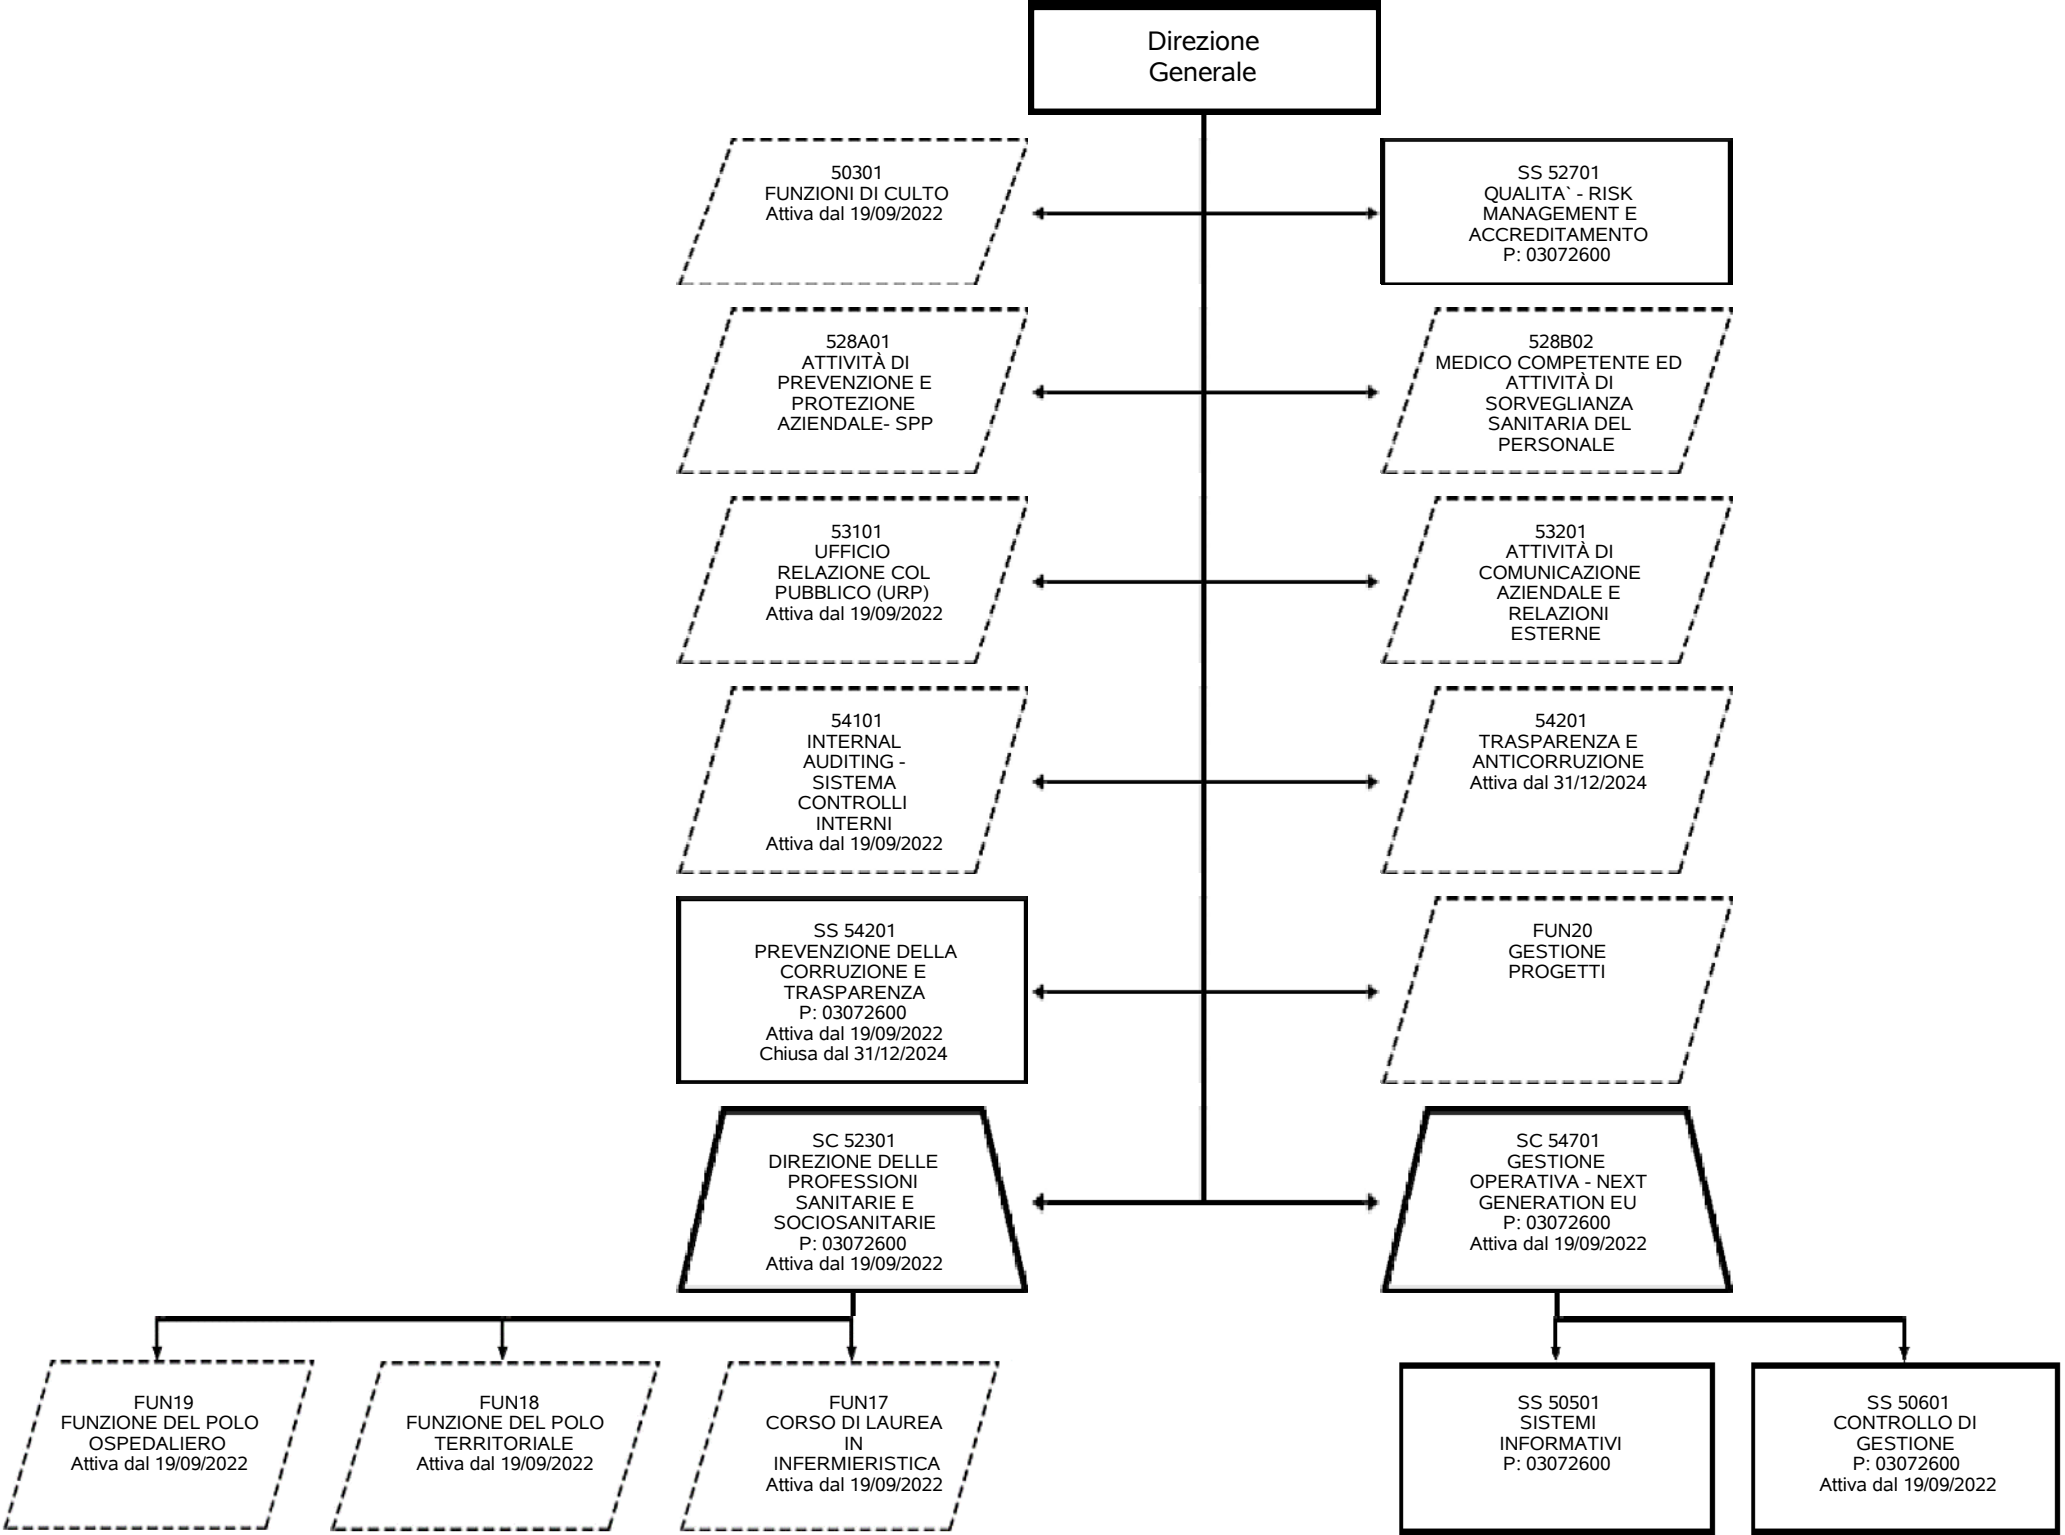 Direzione
Generale
50301
FUNZIONI DI CULTO
Attiva dal 19/09/2022
SS 52701
QUALITA` - RISK
MANAGEMENT E
ACCREDITAMENTO
P: 03072600
528A01
ATTIVITÀ DI
PREVENZIONE E
PROTEZIONE
AZIENDALE- SPP
528B02
MEDICO COMPETENTE ED
ATTIVITÀ DI
SORVEGLIANZA
SANITARIA DEL
PERSONALE
53101
UFFICIO
RELAZIONE COL
PUBBLICO (URP)
Attiva dal 19/09/2022
53201
ATTIVITÀ DI
COMUNICAZIONE
AZIENDALE E
RELAZIONI
ESTERNE
54101
INTERNAL
AUDITING -
SISTEMA
CONTROLLI
INTERNI
Attiva dal 19/09/2022
54201
TRASPARENZA E
ANTICORRUZIONE
Attiva dal 31/12/2024
SS 54201
PREVENZIONE DELLA
CORRUZIONE E
TRASPARENZA
P: 03072600
Attiva dal 19/09/2022
Chiusa dal 31/12/2024
FUN20
GESTIONE
PROGETTI
SC 52301
DIREZIONE DELLE
PROFESSIONI
SANITARIE E
SOCIOSANITARIE
P: 03072600
Attiva dal 19/09/2022
SC 54701
GESTIONE
OPERATIVA - NEXT
GENERATION EU
P: 03072600
Attiva dal 19/09/2022
FUN19
FUNZIONE DEL POLO
OSPEDALIERO
Attiva dal 19/09/2022
FUN18
FUNZIONE DEL POLO
TERRITORIALE
Attiva dal 19/09/2022
FUN17
CORSO DI LAUREA
IN
INFERMIERISTICA
Attiva dal 19/09/2022
SS 50501
SISTEMI
INFORMATIVI
P: 03072600
SS 50601
CONTROLLO DI
GESTIONE
P: 03072600
Attiva dal 19/09/2022